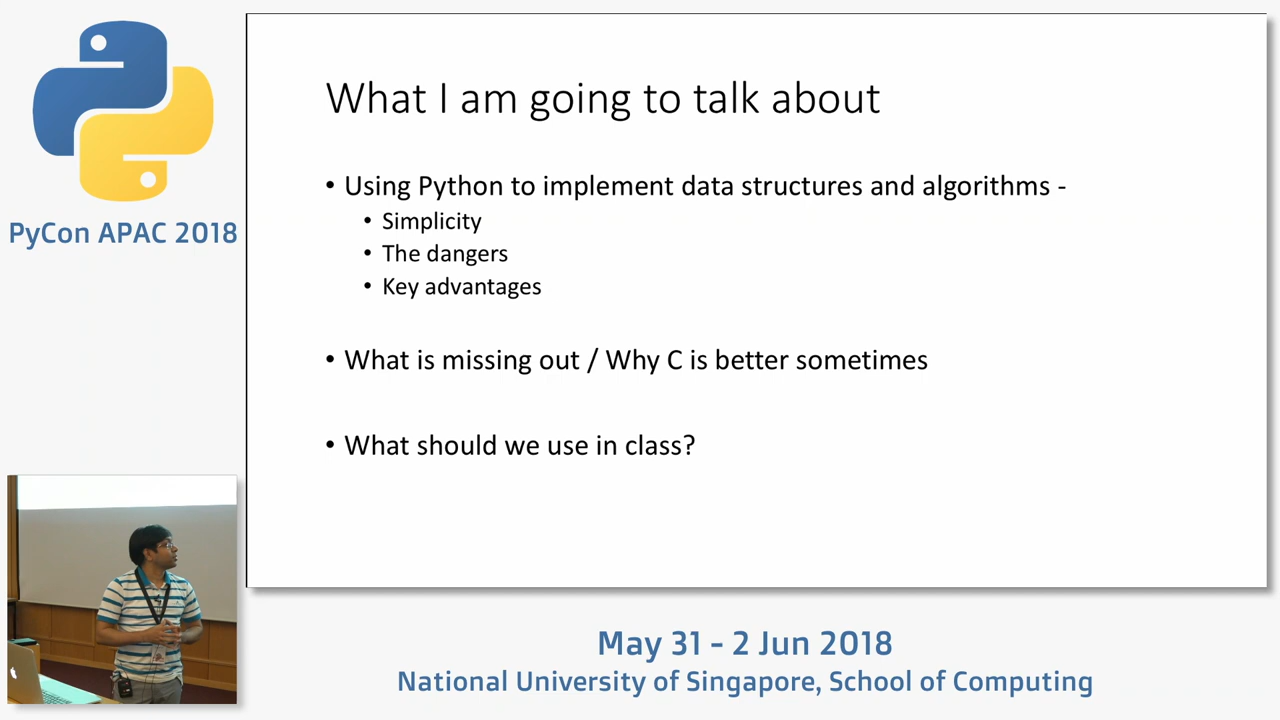 PyCon APAC 2018
What I am going to talk about
• Using Python to implement data structures and algorithms -
• Simplicity
• The dangers
• Key advantages
• What is missing out / Why C is better sometimes
• What should we use in class?
May 31 - 2 Jun 2018
National University of Singapore, School of Computing